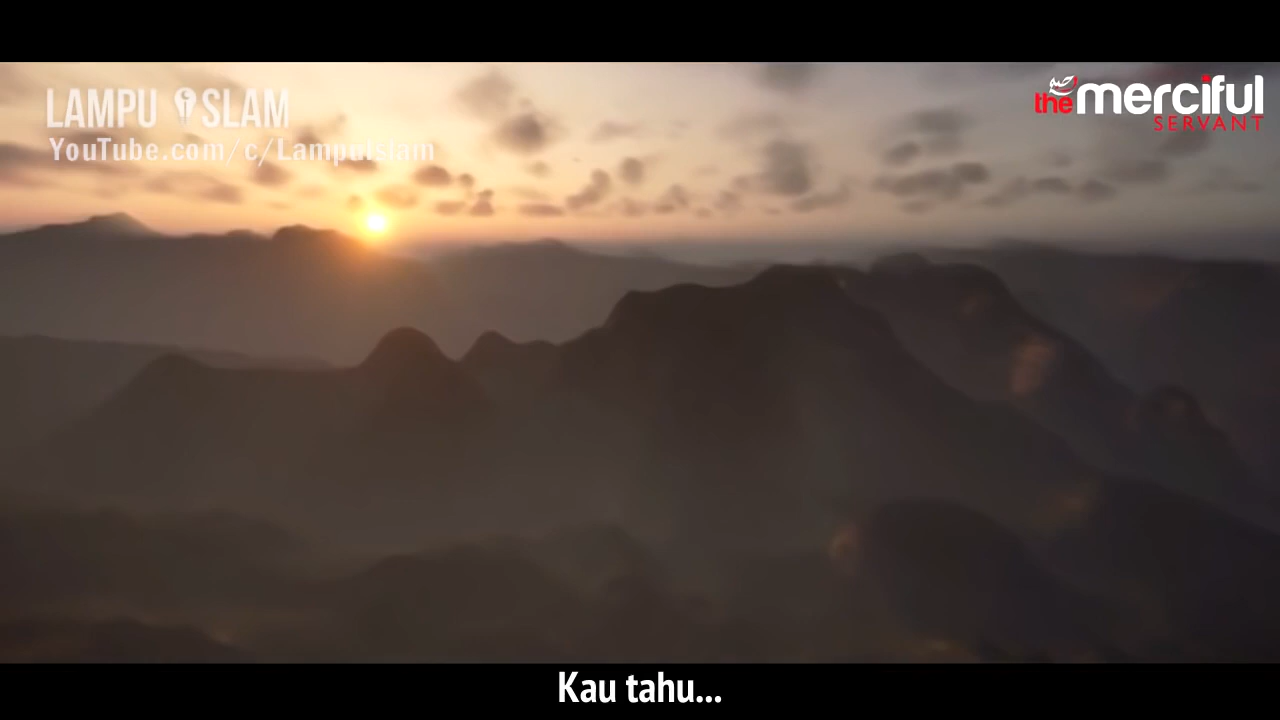 LAMPU ISLAM
YouTube.com/c/LampuIslam
the merciful
SERVANT
Kau tahu...